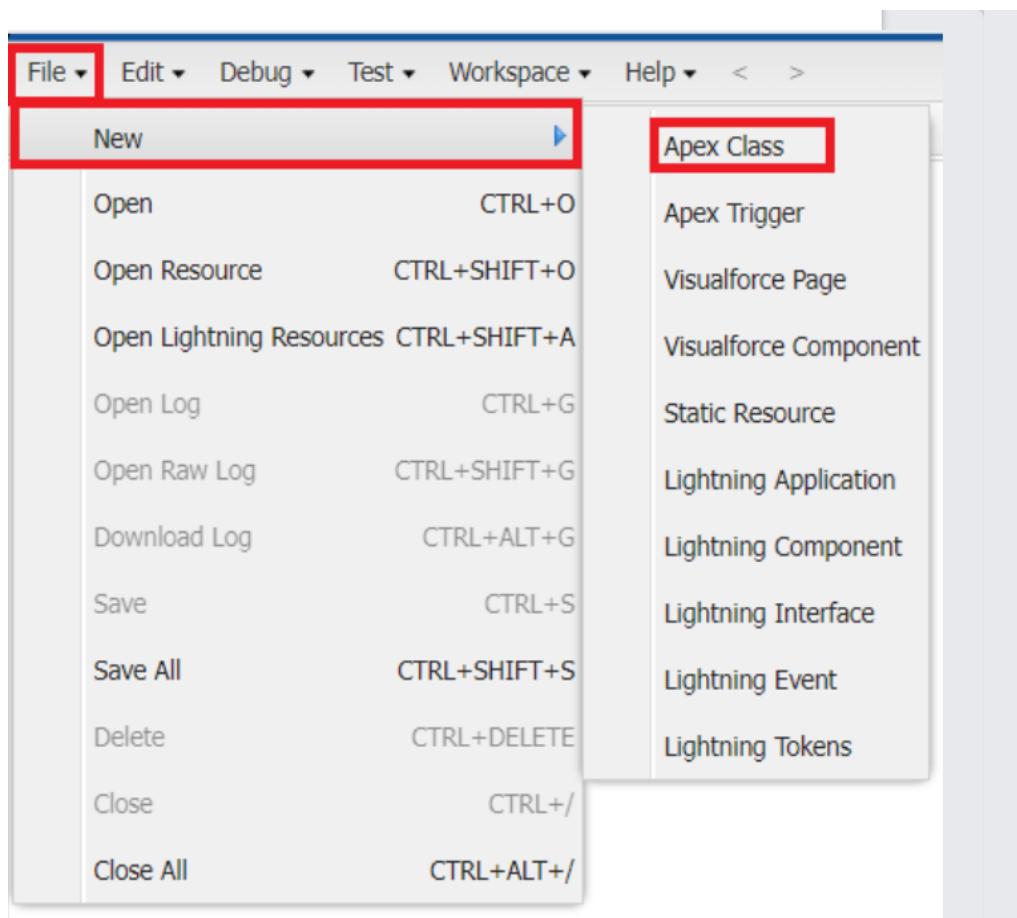 File Edit Debug Test Workspace Help < >
New
Open CTRL+O
Open Resource CTRL+SHIFT+O
Open Lightning Resources CTRL+SHIFT+A
Open Log CTRL+G
Open Raw Log CTRL+SHIFT+G
Download Log CTRL+ALT+G
Save CTRL+S
Save All CTRL+SHIFT+S
Delete CTRL+DELETE
Close CTRL+/
Close All CTRL+ALT+/
Apex Class
Apex Trigger
Visualforce Page
Visualforce Component
Static Resource
Lightning Application
Lightning Component
Lightning Interface
Lightning Event
Lightning Tokens